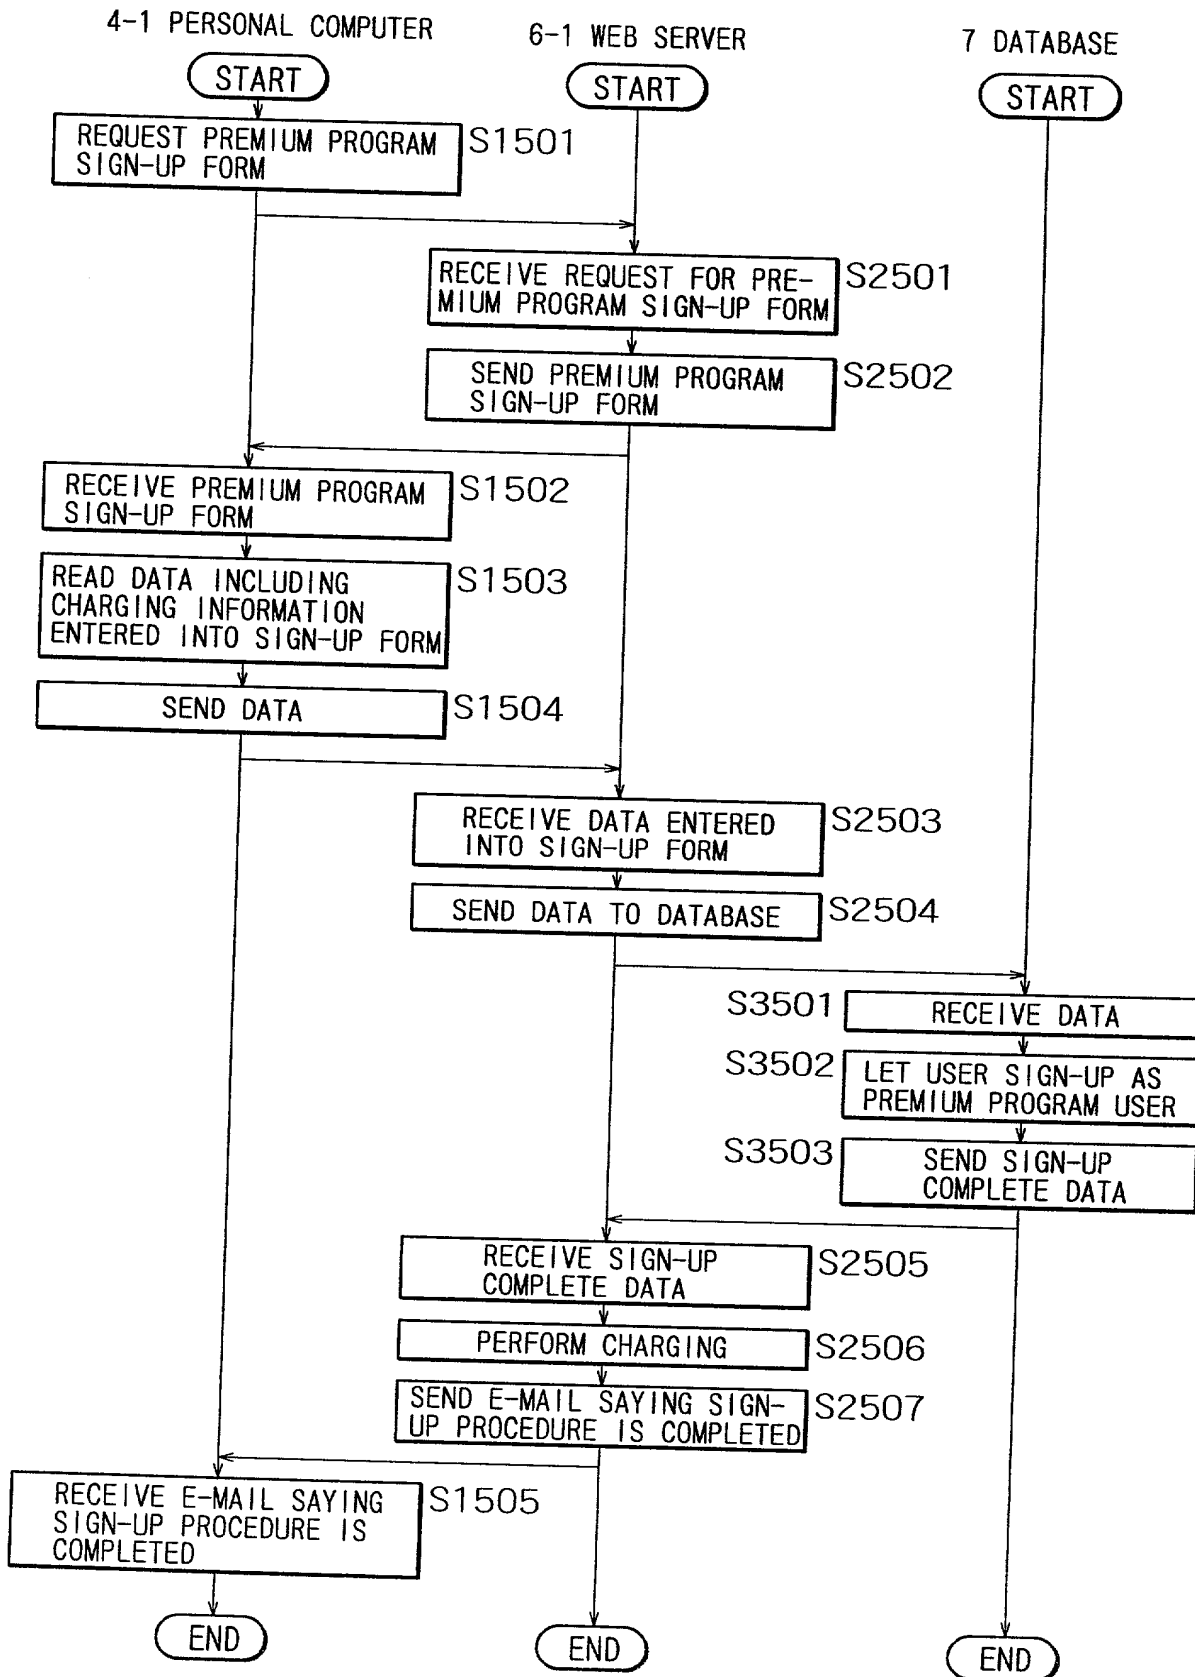 4-1 PERSONAL COMPUTER
6-1 WEB SERVER
7 DATABASE
START
START
START
REQUEST PREMIUM PROGRAM
SIGN-UP FORM
S1501
RECEIVE REQUEST FOR PRE-
MIUM PROGRAM SIGN-UP FORM
S2501
SEND PREMIUM PROGRAM
SIGN-UP FORM
S2502
RECEIVE PREMIUM PROGRAM
SIGN-UP FORM
S1502
READ DATA INCLUDING
CHARGING INFORMATION
ENTERED INTO SIGN-UP FORM
S1503
SEND DATA
S1504
RECEIVE DATA ENTERED
INTO SIGN-UP FORM
S2503
SEND DATA TO DATABASE
S2504
S3501
RECEIVE DATA
S3502
LET USER SIGN-UP AS
PREMIUM PROGRAM USER
S3503
SEND SIGN-UP
COMPLETE DATA
RECEIVE SIGN-UP
COMPLETE DATA
S2505
PERFORM CHARGING
S2506
SEND E-MAIL SAYING SIGN-
UP PROCEDURE IS COMPLETED
S2507
RECEIVE E-MAIL SAYING
SIGN-UP PROCEDURE IS
COMPLETED
S1505
END
END
END